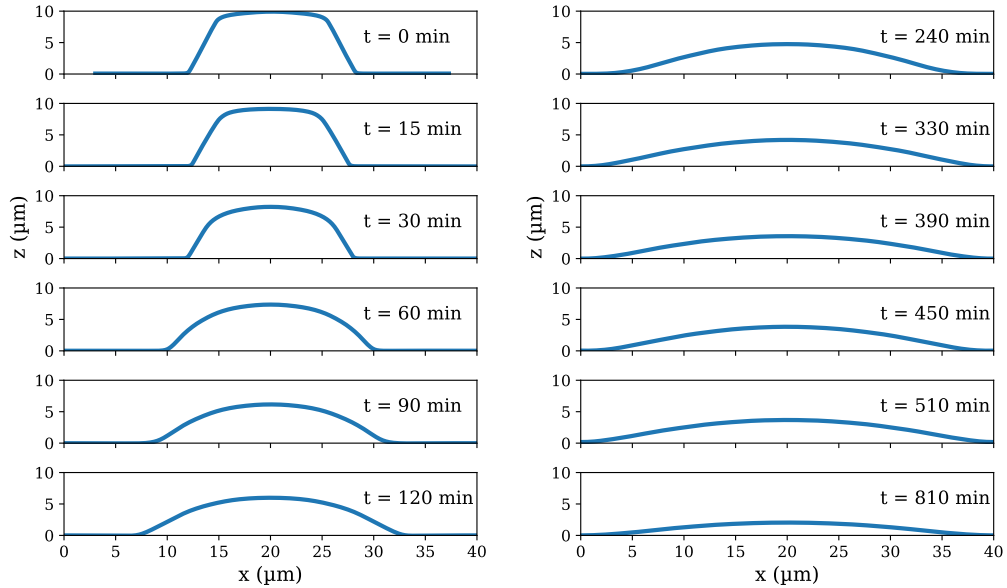 10
5
0
t = 0 min
10
5
0
t = 15 min
10
5
0
t = 30 min
10
5
0
t = 60 min
10
5
0
t = 90 min
10
5
0
t = 120 min
0 5 10 15 20 25 30 35 40
x (µm)
z (µm)
10
5
0
t = 240 min
10
5
0
t = 330 min
10
5
0
t = 390 min
10
5
0
t = 450 min
10
5
0
t = 510 min
10
5
0
t = 810 min
0 5 10 15 20 25 30 35 40
x (µm)
z (µm)